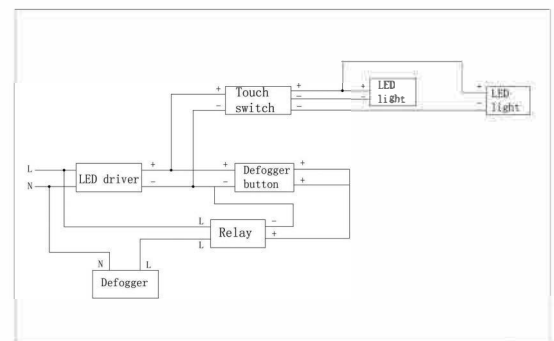 + Touch switch +
- -
-
+ LED light
-
+ LED light
-
L LED driver +
N -
+ Defogger button +
- +
L Relay -
L +
N L
Defogger